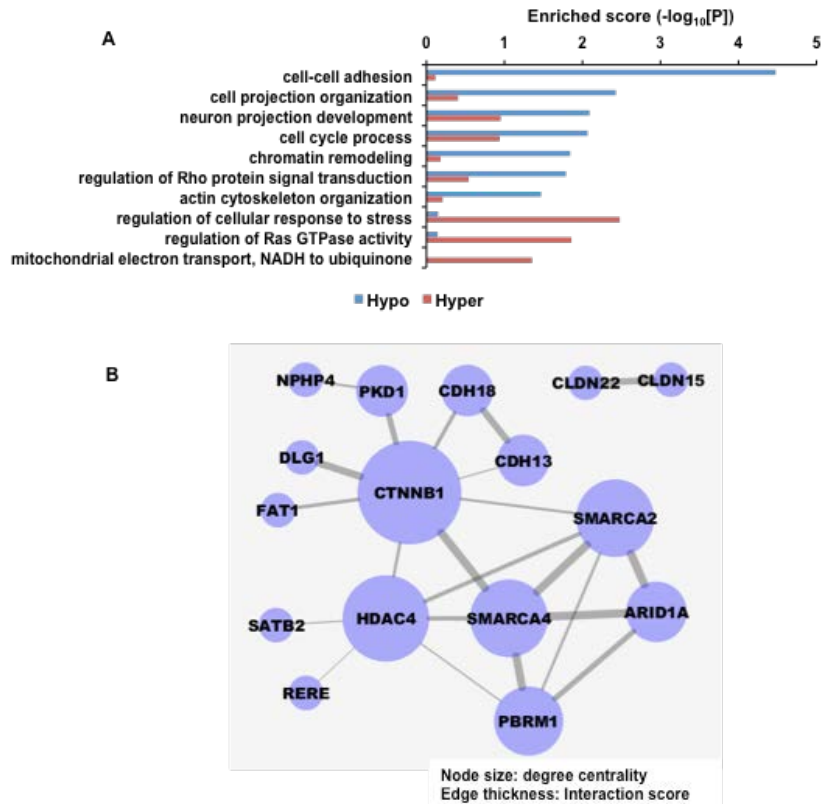 A
Enriched score (-log10[P])
0 1 2 3 4 5
cell-cell adhesion
cell projection organization
neuron projection development
cell cycle process
chromatin remodeling
regulation of Rho protein signal transduction
actin cytoskeleton organization
regulation of cellular response to stress
regulation of Ras GTPase activity
mitochondrial electron transport, NADH to ubiquinone
Hypo Hyper
B
NPHP4 PKD1 CDH18 CLDN22 CLDN15
DLG1 CDH13
CTNNB1
FAT1 SMARCA2
SATB2 HDAC4 SMARCA4 ARID1A
RERE
PBRM1
Node size: degree centrality
Edge thickness: Interaction score